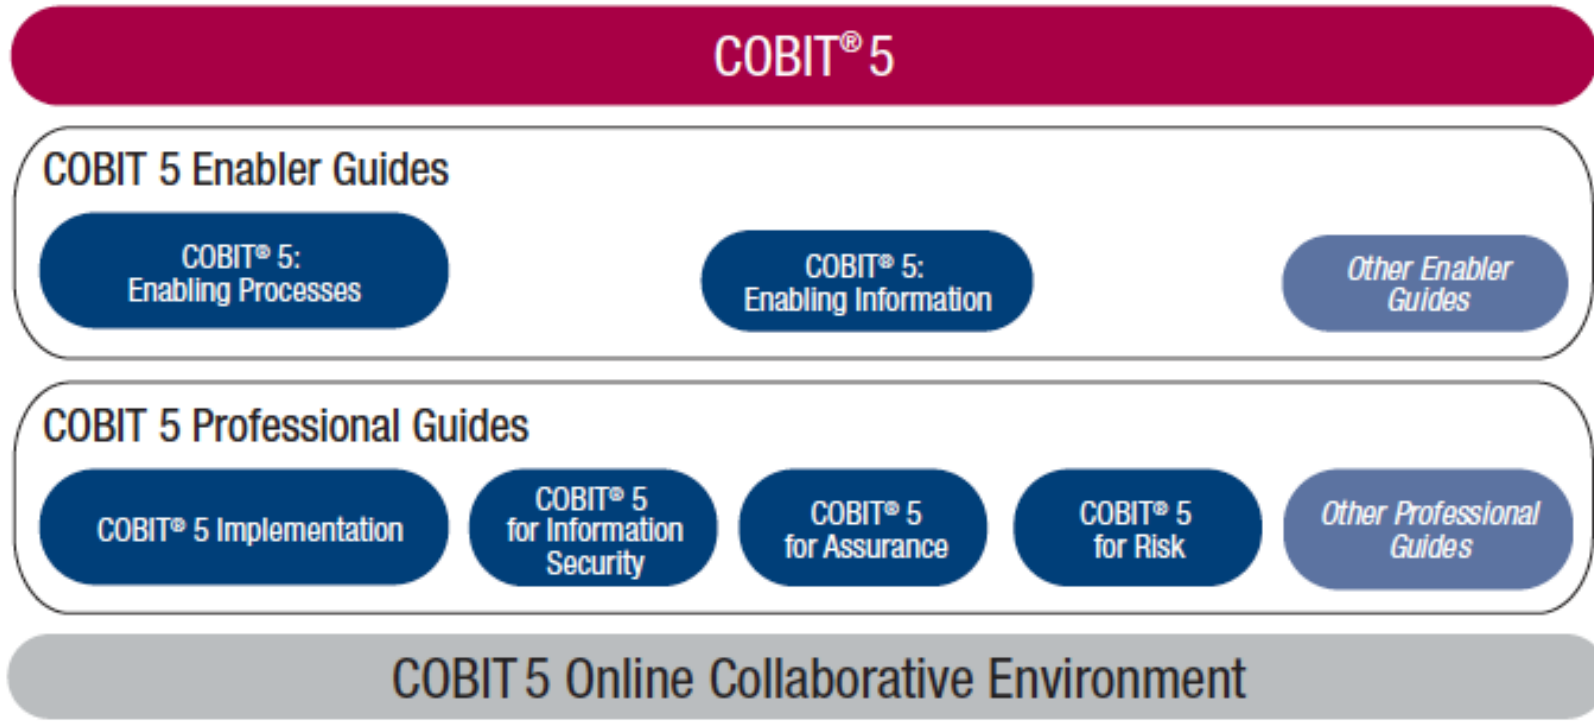 COBIT® 5
COBIT 5 Enabler Guides
COBIT® 5:
Enabling Processes
COBIT® 5:
Enabling Information
Other Enabler
Guides
COBIT 5 Professional Guides
COBIT® 5 Implementation
COBIT® 5
for Information
Security
COBIT® 5
for Assurance
COBIT® 5
for Risk
Other Professional
Guides
COBIT 5 Online Collaborative Environment